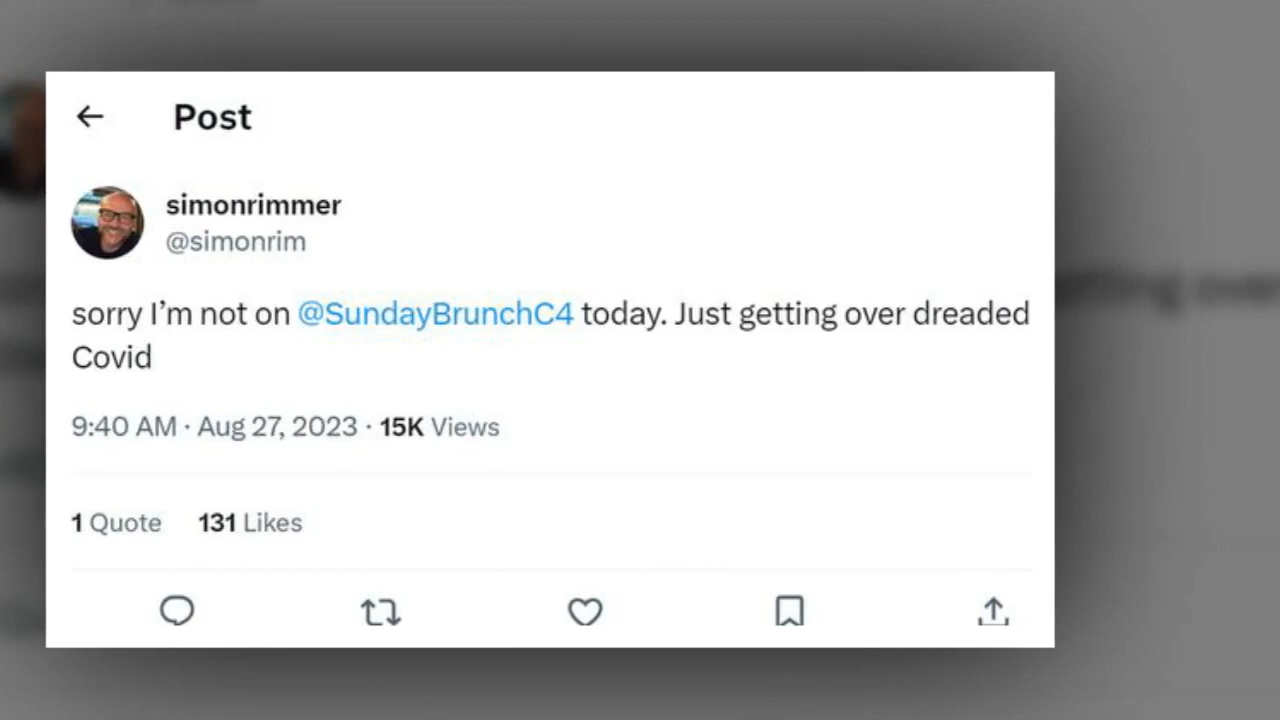 Post
simonrimmer
@simonrim
sorry I’m not on @SundayBrunchC4 today. Just getting over dreaded
Covid
9:40 AM · Aug 27, 2023 · 15K Views
1 Quote 131 Likes